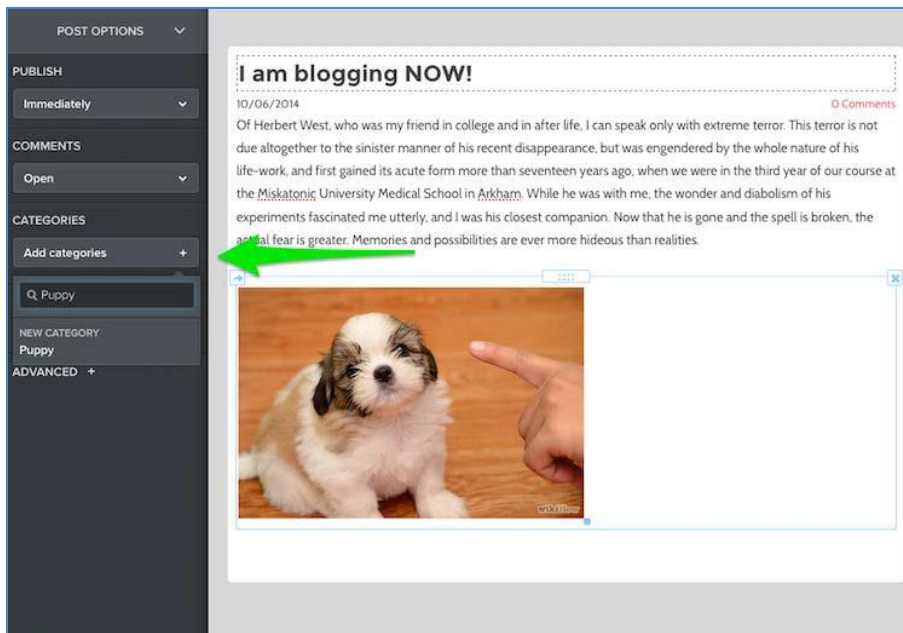 POST OPTIONS
PUBLISH
Immediately
COMMENTS
Open
CATEGORIES
Add categories +
Puppy
NEW CATEGORY
Puppy
ADVANCED +
I am blogging NOW!
10/06/2014
0 Comments
Of Herbert West, who was my friend in college and in after life, I can speak only with extreme terror. This terror is not
due altogether to the sinister manner of his recent disappearance, but was engendered by the whole nature of his
life-work, and first gained its acute form more than seventeen years ago, when we were in the third year of our course at
the Miskatonic University Medical School in Arkham. While he was with me, the wonder and diabolism of his
experiments fascinated me utterly, and I was his closest companion. Now that he is gone and the spell is broken, the
actual fear is greater. Memories and possibilities are ever more hideous than realities.
wikiHow